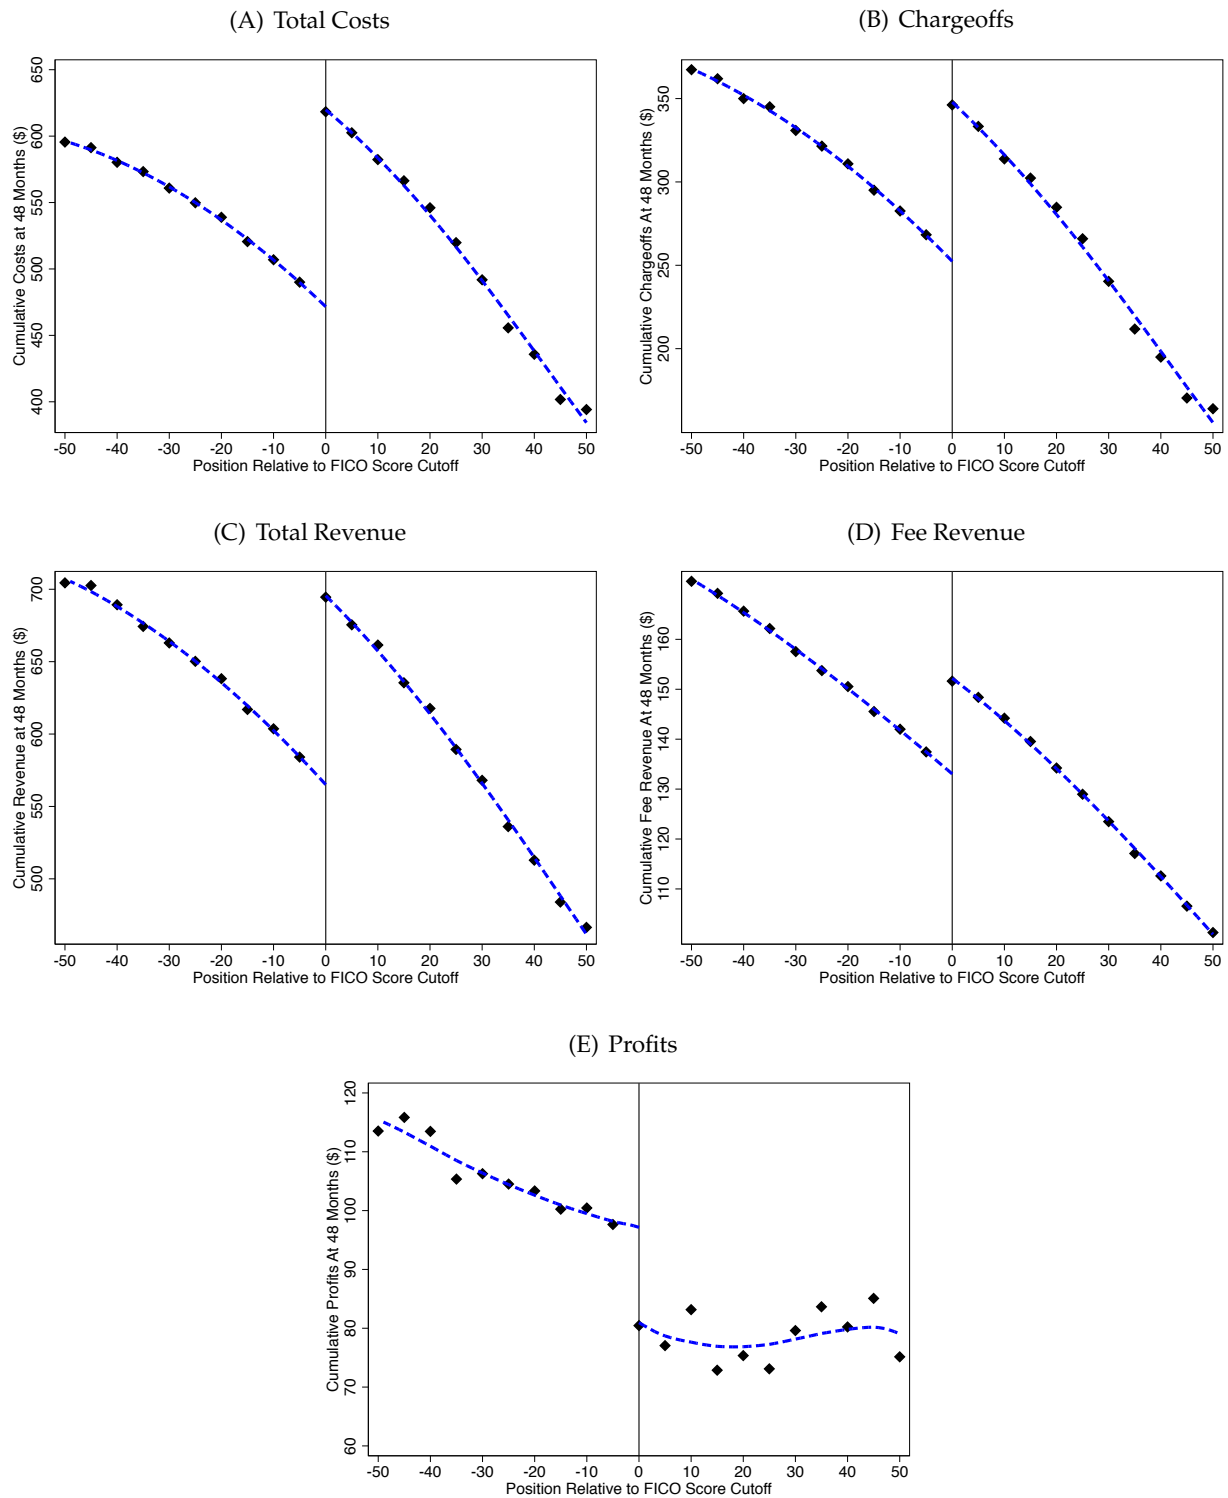 (A) Total Costs
Cumulative Costs at 48 Months ($)
650
600
550
500
450
400
-50 -40 -30 -20 -10 0 10 20 30 40 50
Position Relative to FICO Score Cutoff
(B) Chargeoffs
Cumulative Chargeoffs At 48 Months ($)
350
300
250
200
-50 -40 -30 -20 -10 0 10 20 30 40 50
Position Relative to FICO Score Cutoff
(C) Total Revenue
Cumulative Revenue at 48 Months ($)
700
650
600
550
500
-50 -40 -30 -20 -10 0 10 20 30 40 50
Position Relative to FICO Score Cutoff
(D) Fee Revenue
Cumulative Fee Revenue At 48 Months ($)
160
150
140
130
120
110
-50 -40 -30 -20 -10 0 10 20 30 40 50
Position Relative to FICO Score Cutoff
(E) Profits
Cumulative Profits At 48 Months ($)
120
110
100
90
80
70
60
-50 -40 -30 -20 -10 0 10 20 30 40 50
Position Relative to FICO Score Cutoff